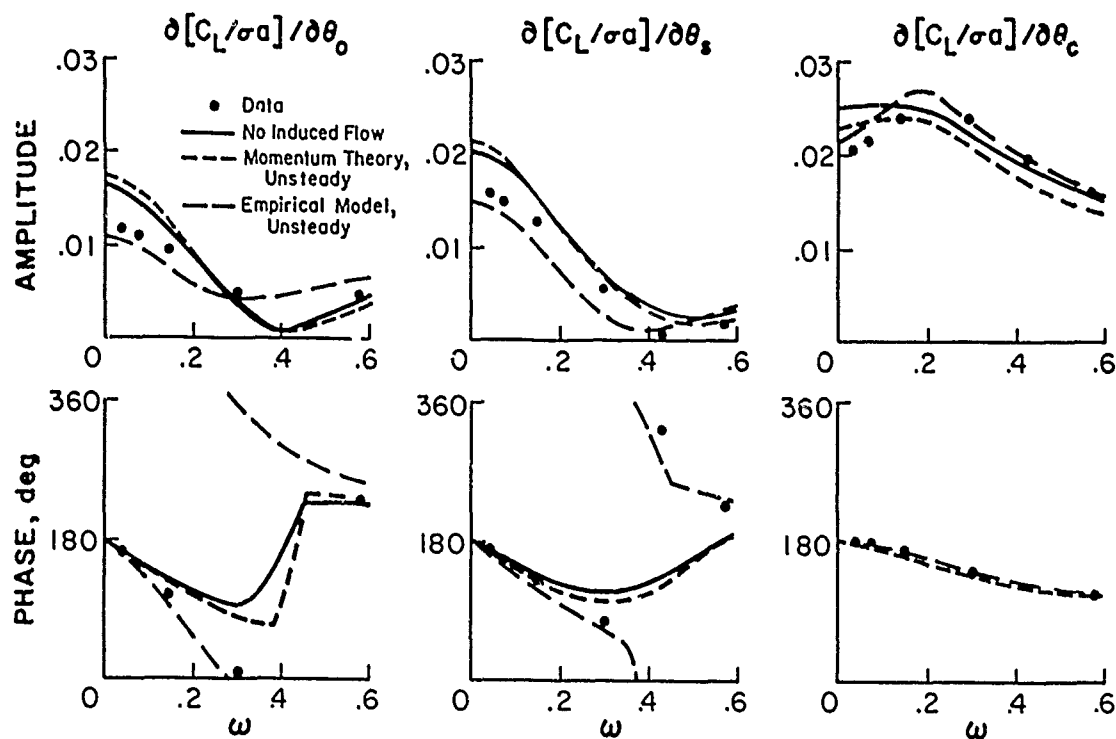 ∂[C_L/σa]/∂θ_o ∂[C_L/σa]/∂θ_s ∂[C_L/σa]/∂θ_c
AMPLITUDE
.03
.02
.01
0 .2 .4 .6
Data
No Induced Flow
Momentum Theory,
Unsteady
Empirical Model,
Unsteady
.03
.02
.01
0 .2 .4 .6
.03
.02
.01
0 .2 .4 .6
PHASE, deg
360
180
0 .2 .4 .6
ω
360
180
0 .2 .4 .6
ω
360
180
0 .2 .4 .6
ω